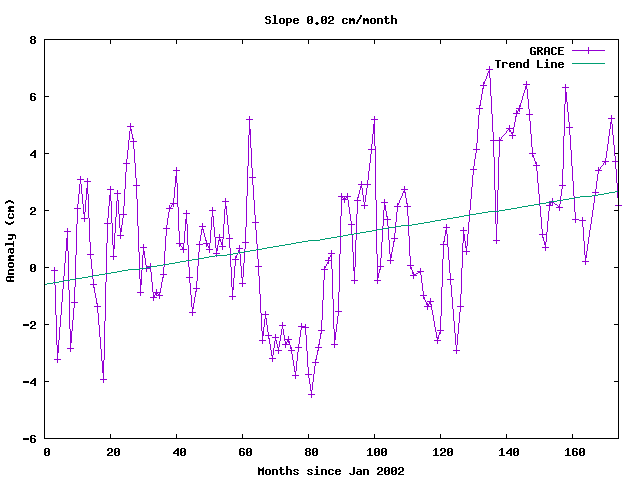 Slope 0.02 cm/month
GRACE
Trend Line
8
6
4
2
0
-2
-4
-6
Anomaly (cm)
0 20 40 60 80 100 120 140 160
Months since Jan 2002